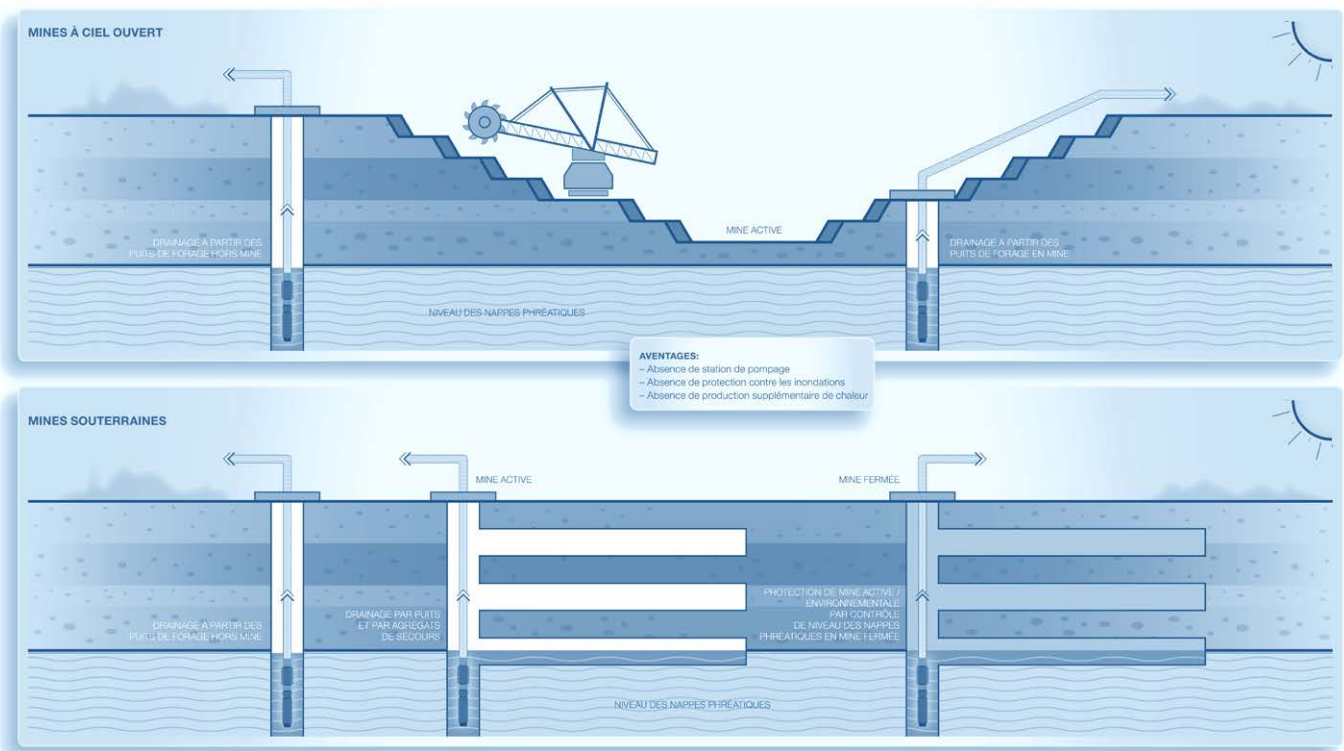 MINES À CIEL OUVERT
MINE ACTIVE
DRAINAGE A PARTIR DES
PUITS DE FORAGE HORS MINE
DRAINAGE A PARTIR DES
PUITS DE FORAGE EN MINE
NIVEAU DES NAPPES PHRÉATIQUES
AVENTAGES:
– Absence de station de pompage
– Absence de protection contre les inondations
– Absence de production supplémentaire de chaleur
MINES SOUTERRAINES
MINE ACTIVE
MINE FERMÉE
DRAINAGE A PARTIR DES
PUITS DE FORAGE HORS MINE
DRAINAGE PAR PUITS
ET PAR AGREGATS
DE SECOURS
PROTECTION DE MINE ACTIVE /
ENVIRONNEMENTALE
PAR CONTRÔLE
DE NIVEAU DES NAPPES
PHRÉATIQUES EN MINE FERMÉE
NIVEAU DES NAPPES PHRÉATIQUES